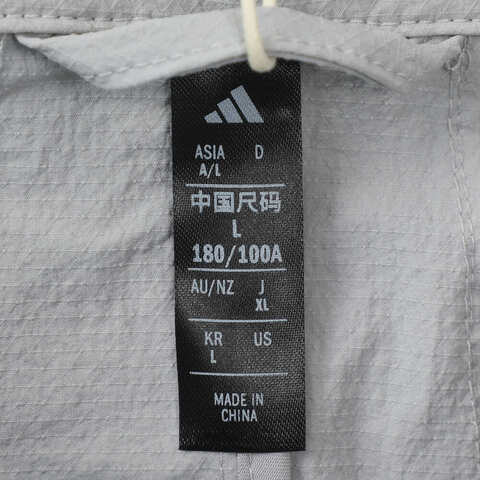 ASIA D
A/L
中国尺码
L
180/100A
AU/NZ J
XL
KR US
L
MADE IN
CHINA